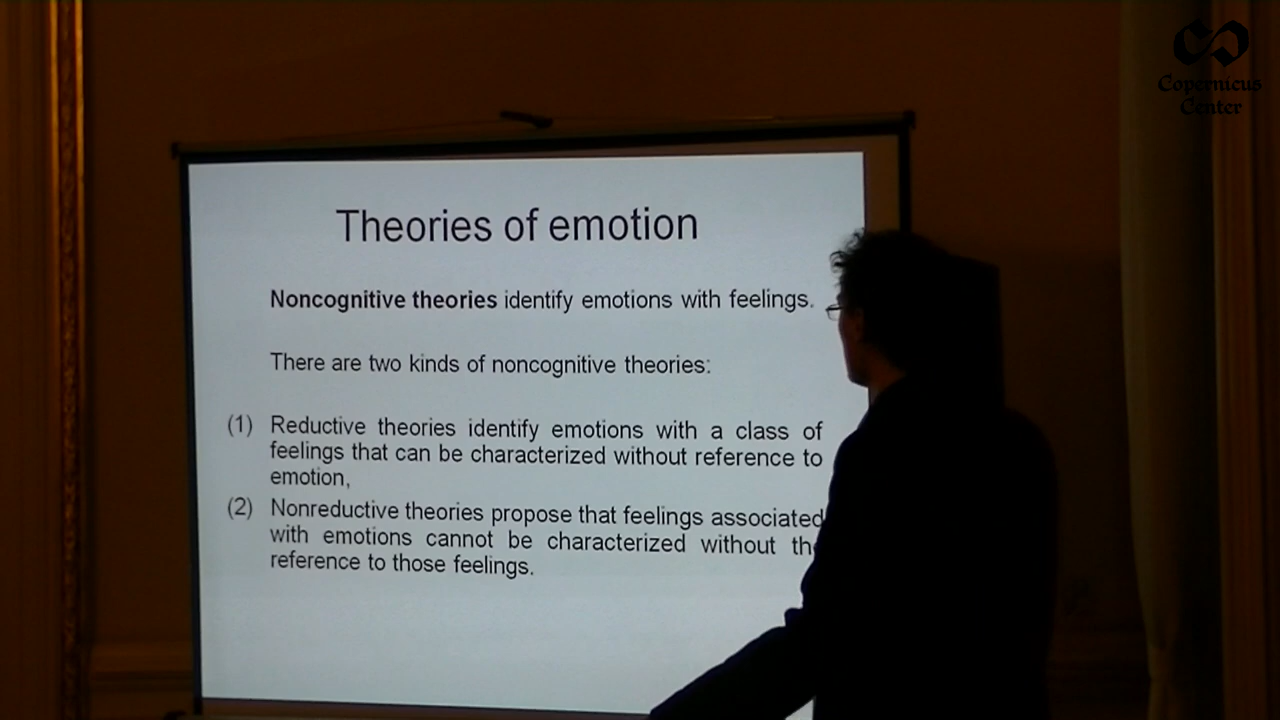 Copernicus
Center
Theories of emotion
Noncognitive theories identify emotions with feelings.
There are two kinds of noncognitive theories:
(1) Reductive theories identify emotions with a class of
feelings that can be characterized without reference to
emotion,
(2) Nonreductive theories propose that feelings associated
with emotions cannot be characterized without the
reference to those feelings.